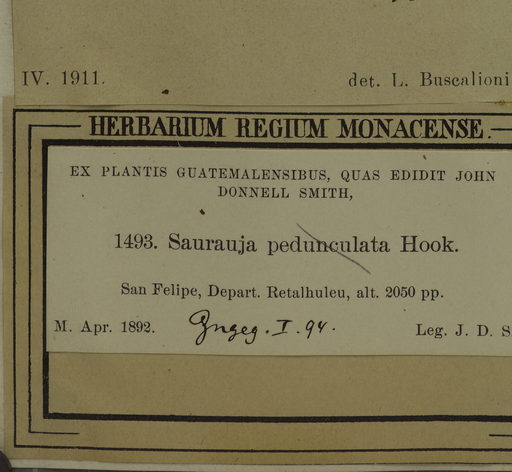 IV. 1911. det. L. Buscalioni
HERBARIUM REGIUM MONACENSE.
EX PLANTIS GUATEMALENSIBUS, QUAS EDIDIT JOHN
DONNELL SMITH,
1493. Saurauja pedunculata Hook.
San Felipe, Depart. Retalhuleu, alt. 2050 pp.
M. Apr. 1892. Yngeg. I. 94. Leg. J. D. S